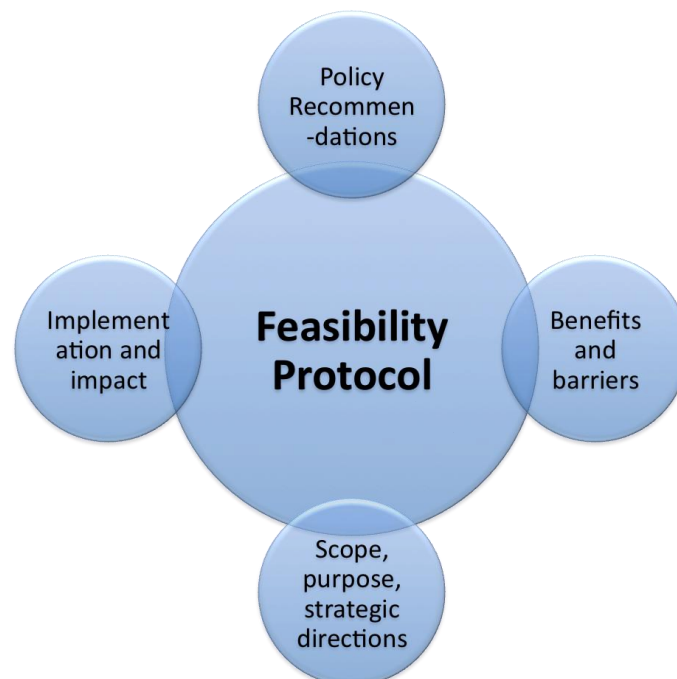 Policy
Recommen
-dations
Implement
ation and
impact
Feasibility
Protocol
Benefits
and
barriers
Scope,
purpose,
strategic
directions